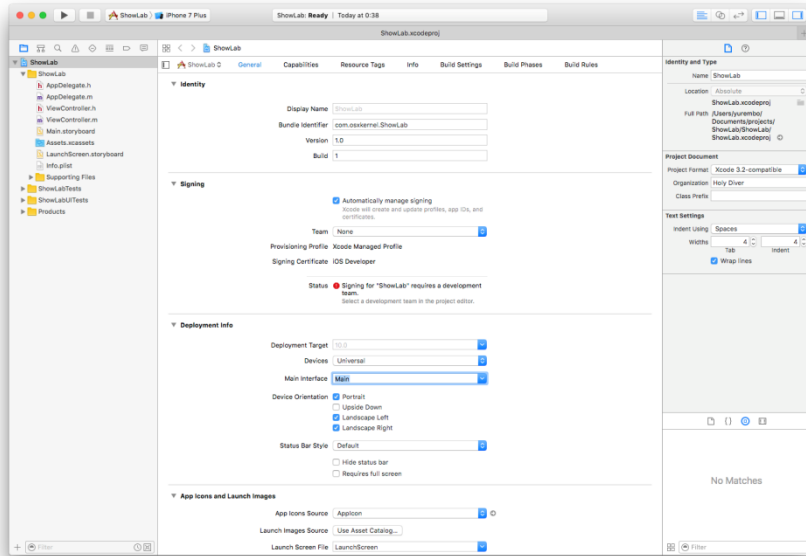 ShowLab
iPhone 7 Plus
ShowLab: Ready
Today at 0:38
ShowLab.xcodeproj
ShowLab
ShowLab
General
Capabilities
Resource Tags
Info
Build Settings
Build Phases
Build Rules
ShowLab
ShowLab
h AppDelegate.h
m AppDelegate.m
h ViewController.h
m ViewController.m
Main.storyboard
Assets.xcassets
LaunchScreen.storyboard
Info.plist
Supporting Files
ShowLabTests
ShowLabUITests
Products
Filter
Identity
Display Name ShowLab
Bundle Identifier com.osxkernel.ShowLab
Version 1.0
Build 1
Signing
Automatically manage signing
Xcode will create and update profiles, app IDs, and
certificates.
Team None
Provisioning Profile Xcode Managed Profile
Signing Certificate iOS Developer
Status Signing for "ShowLab" requires a development
team.
Select a development team in the project editor.
Deployment Info
Deployment Target 10.0
Devices Universal
Main Interface Main
Device Orientation Portrait
Upside Down
Landscape Left
Landscape Right
Status Bar Style Default
Hide status bar
Requires full screen
App Icons and Launch Images
App Icons Source AppIcon
Launch Images Source Use Asset Catalog...
Launch Screen File LaunchScreen
Identity and Type
Name ShowLab
Location Absolute
ShowLab.xcodeproj
Full Path /Users/yurembo/
Documents/projects/
ShowLab/ShowLab/
ShowLab.xcodeproj
Project Document
Project Format Xcode 3.2-compatible
Organization Holy Diver
Class Prefix
Text Settings
Indent Using Spaces
Widths 4 4
Tab Indent
Wrap lines
No Matches
Filter